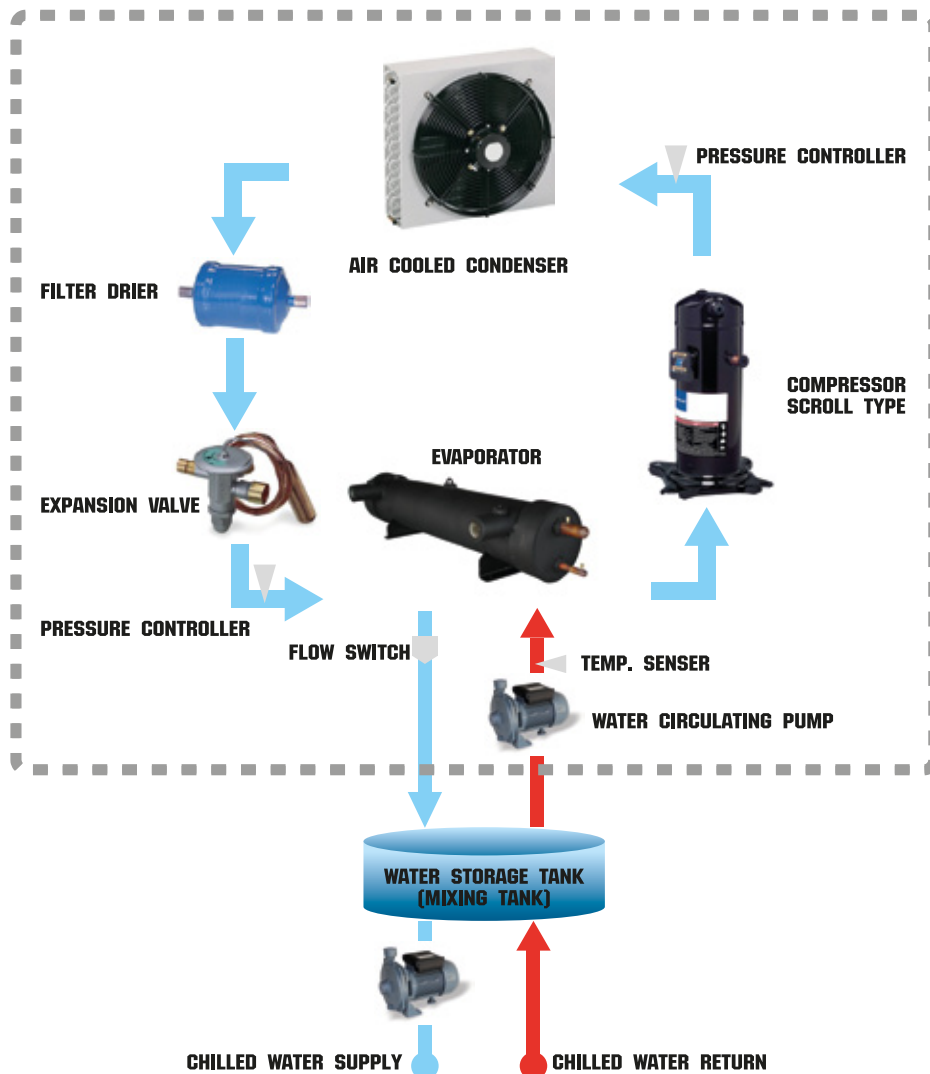 PRESSURE CONTROLLER
AIR COOLED CONDENSER
FILTER DRIER
COMPRESSOR
SCROLL TYPE
EVAPORATOR
EXPANSION VALVE
PRESSURE CONTROLLER
FLOW SWITCH
TEMP. SENSER
WATER CIRCULATING PUMP
WATER STORAGE TANK
(MIXING TANK)
CHILLED WATER SUPPLY
CHILLED WATER RETURN